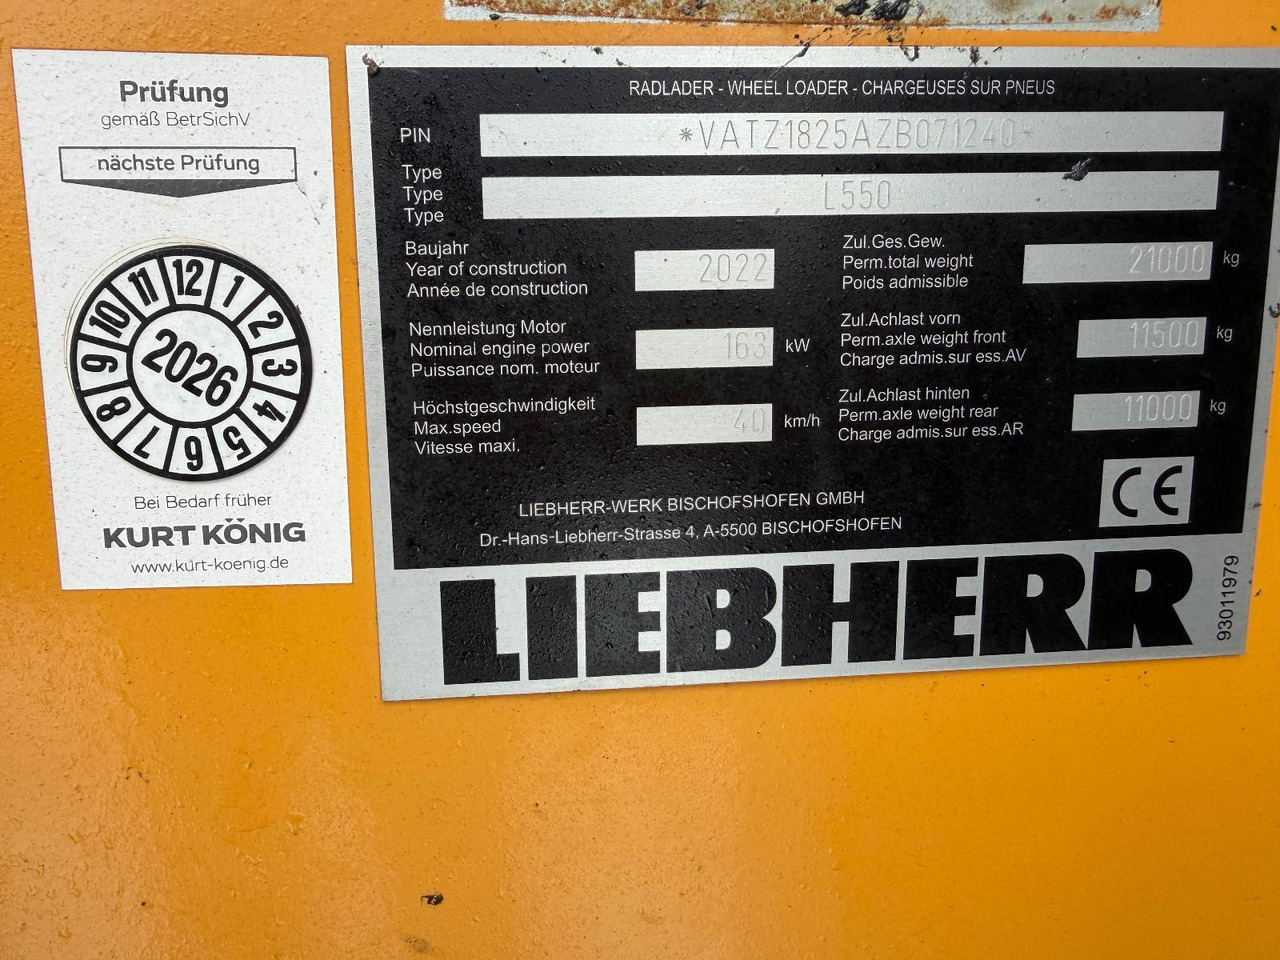 Prüfung
gemäß BetrSichV
nächste Prüfung
12
1
2
3
4
5
6
7
8
9
10
11
2026
Bei Bedarf früher
KURT KÖNIG
www.kurt-koenig.de
RADLADER - WHEEL LOADER - CHARGEUSES SUR PNEUS
PIN *VATZ1825AZB071240*
Type
Type L550
Type
Baujahr
Year of construction 2022
Année de construction
Nennleistung Motor
Nominal engine power 163 kW
Puissance nom. moteur
Höchstgeschwindigkeit
Max.speed 40 km/h
Vitesse maxi.
Zul.Ges.Gew.
Perm.total weight 21000 kg
Poids admissible
Zul.Achlast vorn
Perm.axle weight front 11500 kg
Charge admis.sur ess.AV
Zul.Achlast hinten
Perm.axle weight rear 11000 kg
Charge admis.sur ess.AR
CE
LIEBHERR-WERK BISCHOFSHOFEN GMBH
Dr.-Hans-Liebherr-Strasse 4, A-5500 BISCHOFSHOFEN
LIEBHERR
93011979